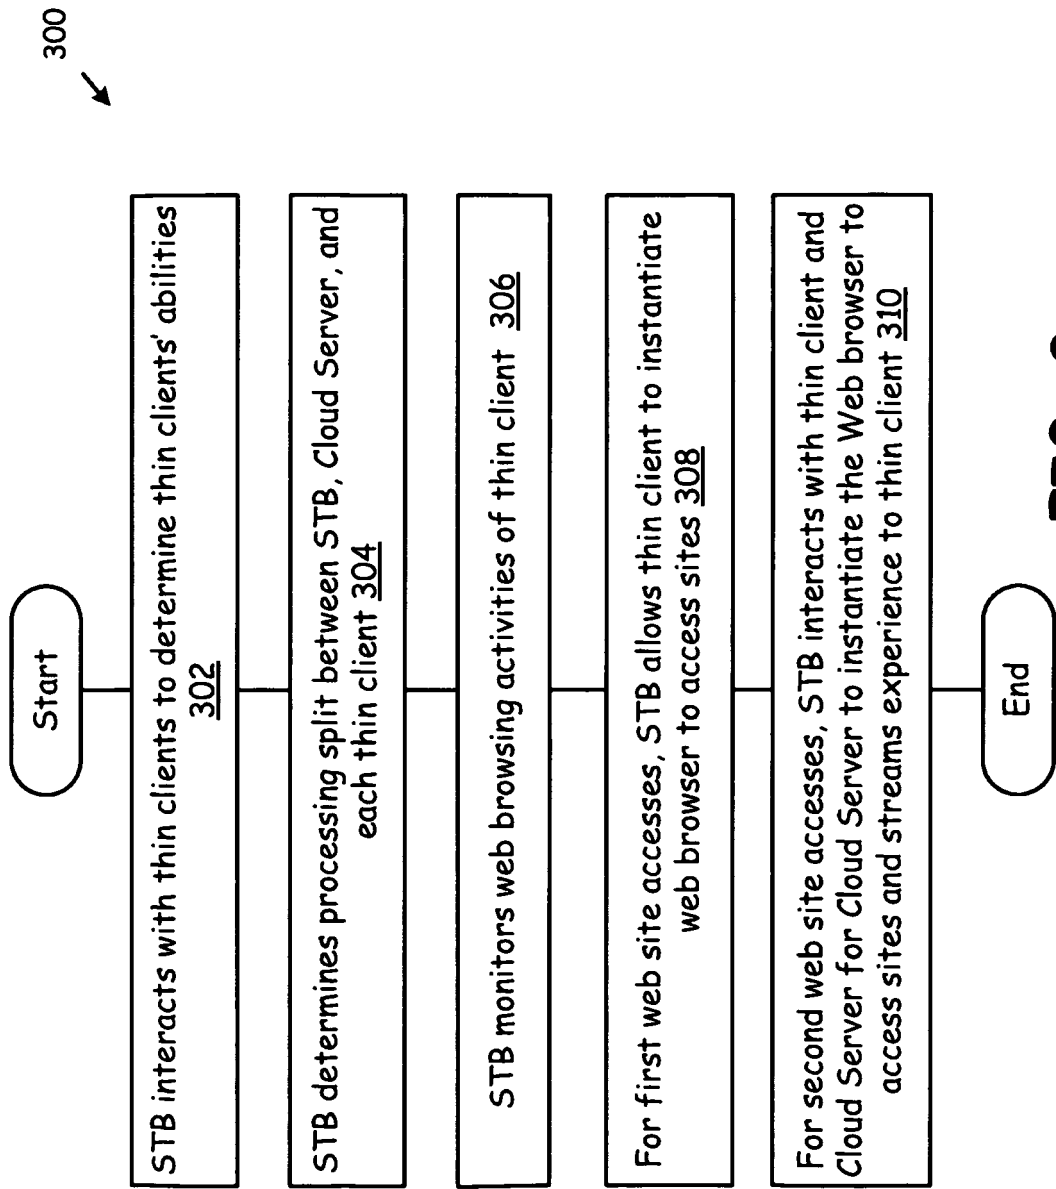 300
Start
STB interacts with thin clients to determine thin clients' abilities
302
STB determines processing split between STB, Cloud Server, and
each thin client 304
STB monitors web browsing activities of thin client 306
For first web site accesses, STB allows thin client to instantiate
web browser to access sites 308
For second web site accesses, STB interacts with thin client and
Cloud Server for Cloud Server to instantiate the Web browser to
access sites and streams experience to thin client 310
End